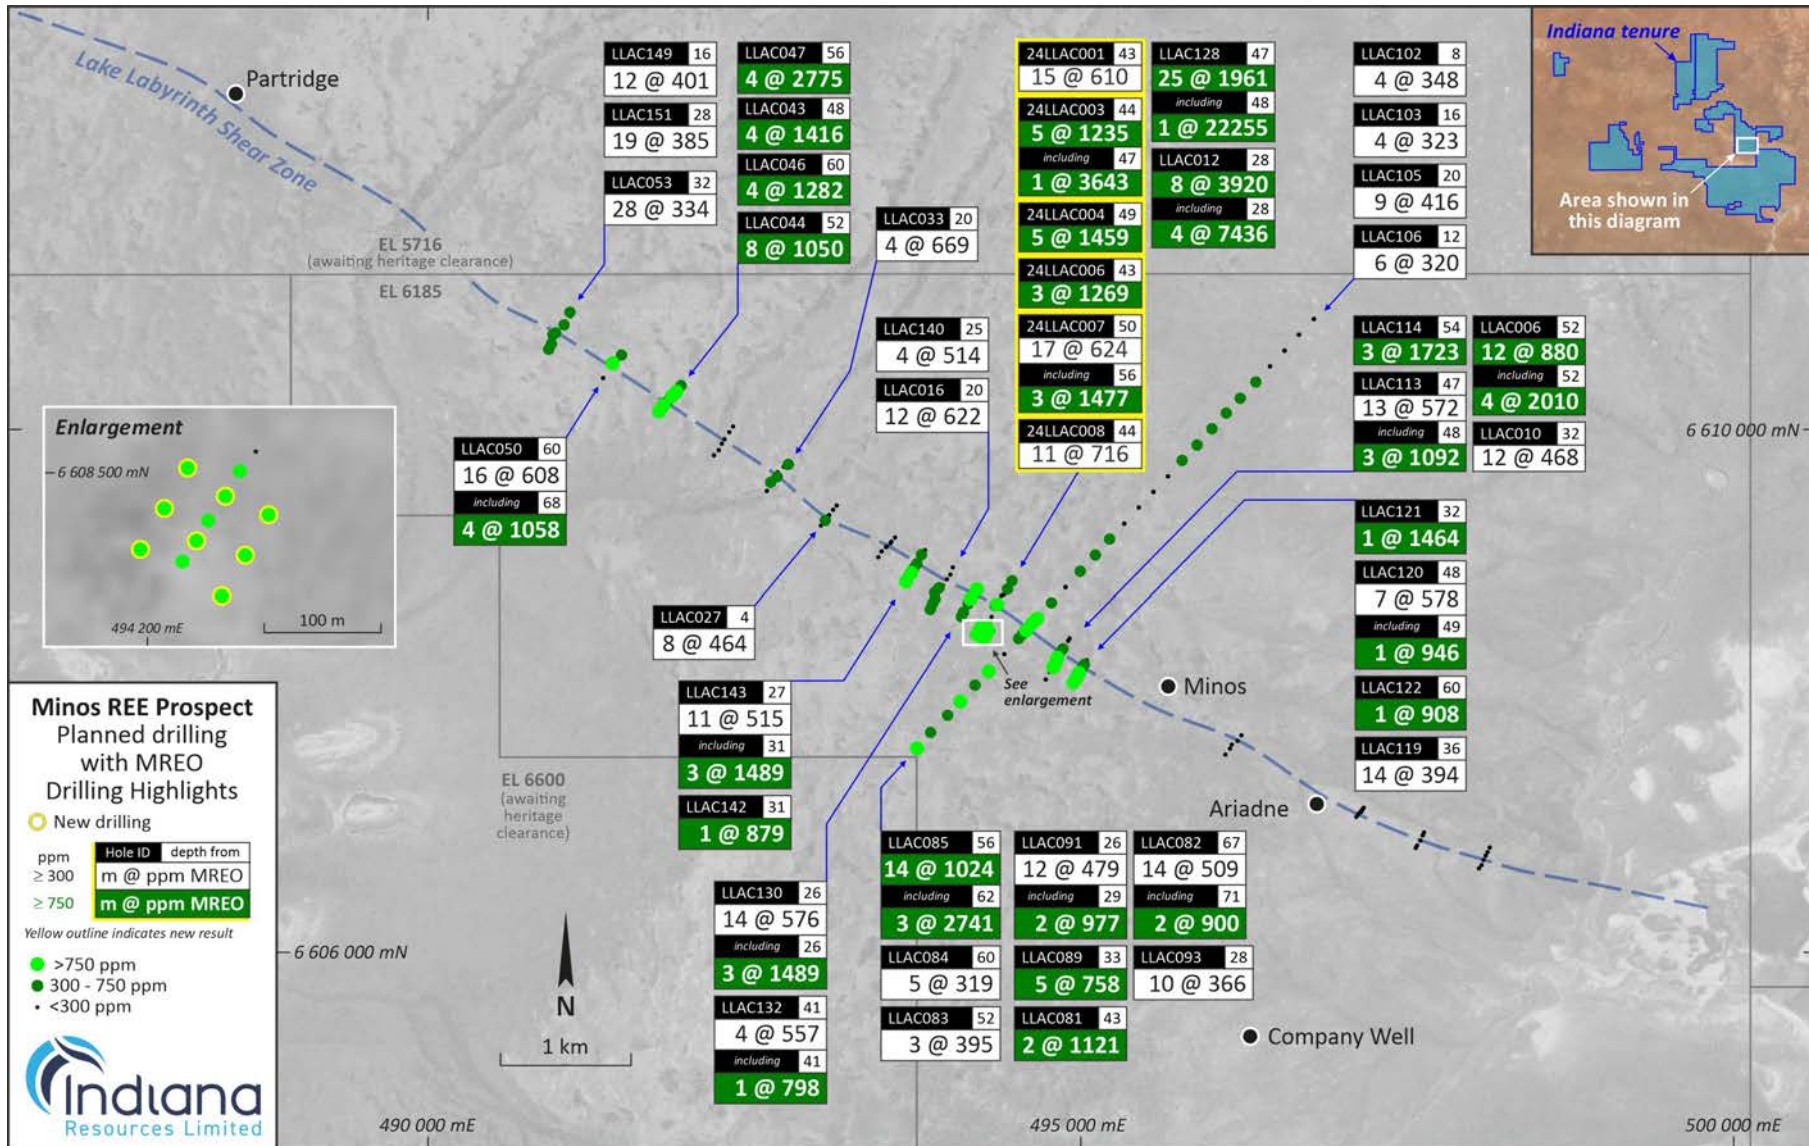 Lake Labyrinth Shear Zone
Partridge
EL 5716
(awaiting heritage clearance)
EL 6185
LLAC149 16
12 @ 401
LLAC151 28
19 @ 385
LLAC053 32
28 @ 334
LLAC047 56
4 @ 2775
LLAC043 48
4 @ 1416
LLAC046 60
4 @ 1282
LLAC044 52
8 @ 1050
LLAC033 20
4 @ 669
LLAC140 25
4 @ 514
LLAC016 20
12 @ 622
24LLAC001 43
15 @ 610
24LLAC003 44
5 @ 1235
including 47
1 @ 3643
24LLAC004 49
5 @ 1459
24LLAC006 43
3 @ 1269
24LLAC007 50
17 @ 624
including 56
3 @ 1477
24LLAC008 44
11 @ 716
LLAC128 47
25 @ 1961
including 48
1 @ 22255
LLAC012 28
8 @ 3920
including 28
4 @ 7436
LLAC102 8
4 @ 348
LLAC103 16
4 @ 323
LLAC105 20
9 @ 416
LLAC106 12
6 @ 320
Indiana tenure
Area shown in
this diagram
LLAC114 54
3 @ 1723
LLAC113 47
13 @ 572
including 48
3 @ 1092
LLAC006 52
12 @ 880
including 52
4 @ 2010
LLAC010 32
12 @ 468
6 610 000 mN
LLAC121 32
1 @ 1464
LLAC120 48
7 @ 578
including 49
1 @ 946
LLAC122 60
1 @ 908
LLAC119 36
14 @ 394
Enlargement
6 608 500 mN
494 200 mE
100 m
LLAC050 60
16 @ 608
including 68
4 @ 1058
LLAC027 4
8 @ 464
LLAC143 27
11 @ 515
including 31
3 @ 1489
LLAC142 31
1 @ 879
See
enlargement
Minos
Ariadne
Company Well
EL 6600
(awaiting
heritage
clearance)
LLAC130 26
14 @ 576
including 26
3 @ 1489
LLAC132 41
4 @ 557
including 41
1 @ 798
LLAC085 56
14 @ 1024
including 62
3 @ 2741
LLAC084 60
5 @ 319
LLAC083 52
3 @ 395
LLAC091 26
12 @ 479
including 29
2 @ 977
LLAC089 33
5 @ 758
LLAC081 43
2 @ 1121
LLAC082 67
14 @ 509
including 71
2 @ 900
LLAC093 28
10 @ 366
Minos REE Prospect
Planned drilling
with MREO
Drilling Highlights
New drilling
ppm Hole ID depth from
≥ 300 m @ ppm MREO
≥ 750 m @ ppm MREO
Yellow outline indicates new result
>750 ppm
300 - 750 ppm
<300 ppm
Indiana
Resources Limited
6 606 000 mN
N
1 km
490 000 mE
495 000 mE
500 000 mE